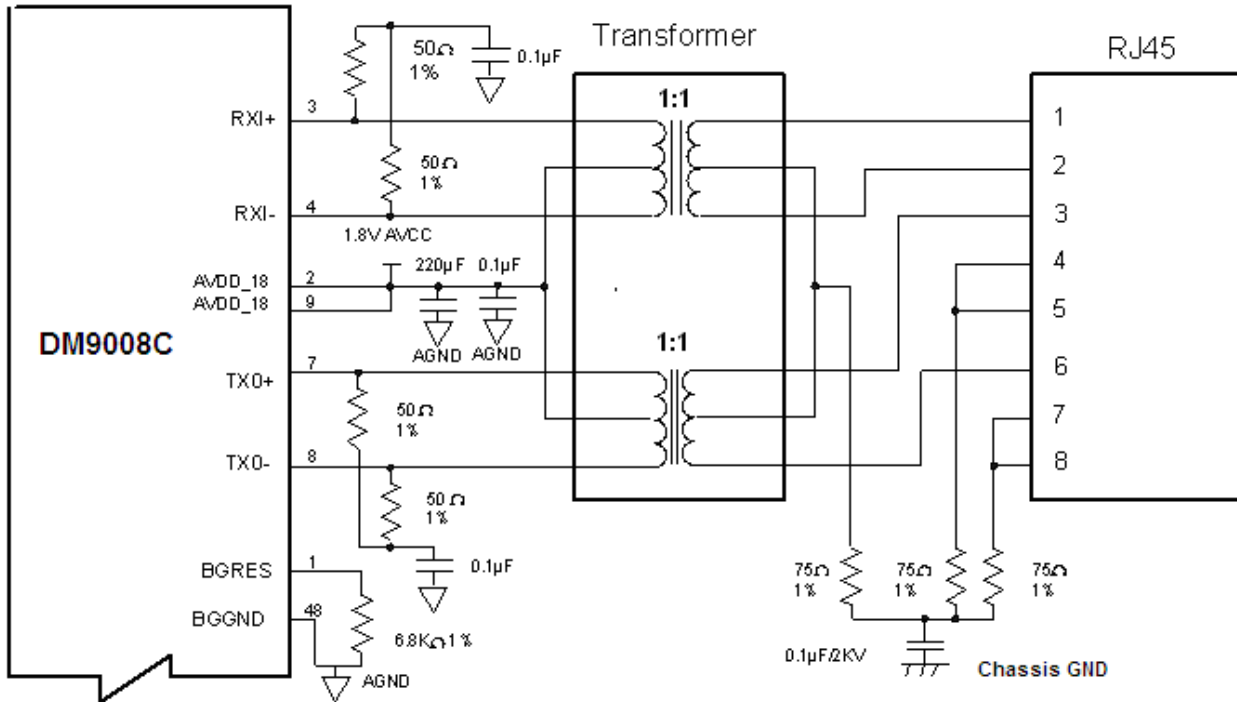 Transformer
RJ45
50Ω
1%
0.1µF
1:1
RXI+
3
1
50Ω
1%
2
RXI-
4
3
1.8V AVCC
AVDD_18
2
220µF
0.1µF
4
AVDD_18
9
5
DM9008C
AGND
AGND
1:1
TX0+
7
6
50Ω
1%
7
TX0-
8
8
50Ω
1%
BGRES
1
0.1µF
75Ω
1%
75Ω
1%
75Ω
1%
BGGND
48
6.8KΩ 1%
0.1µF/2KV
Chassis GND
AGND